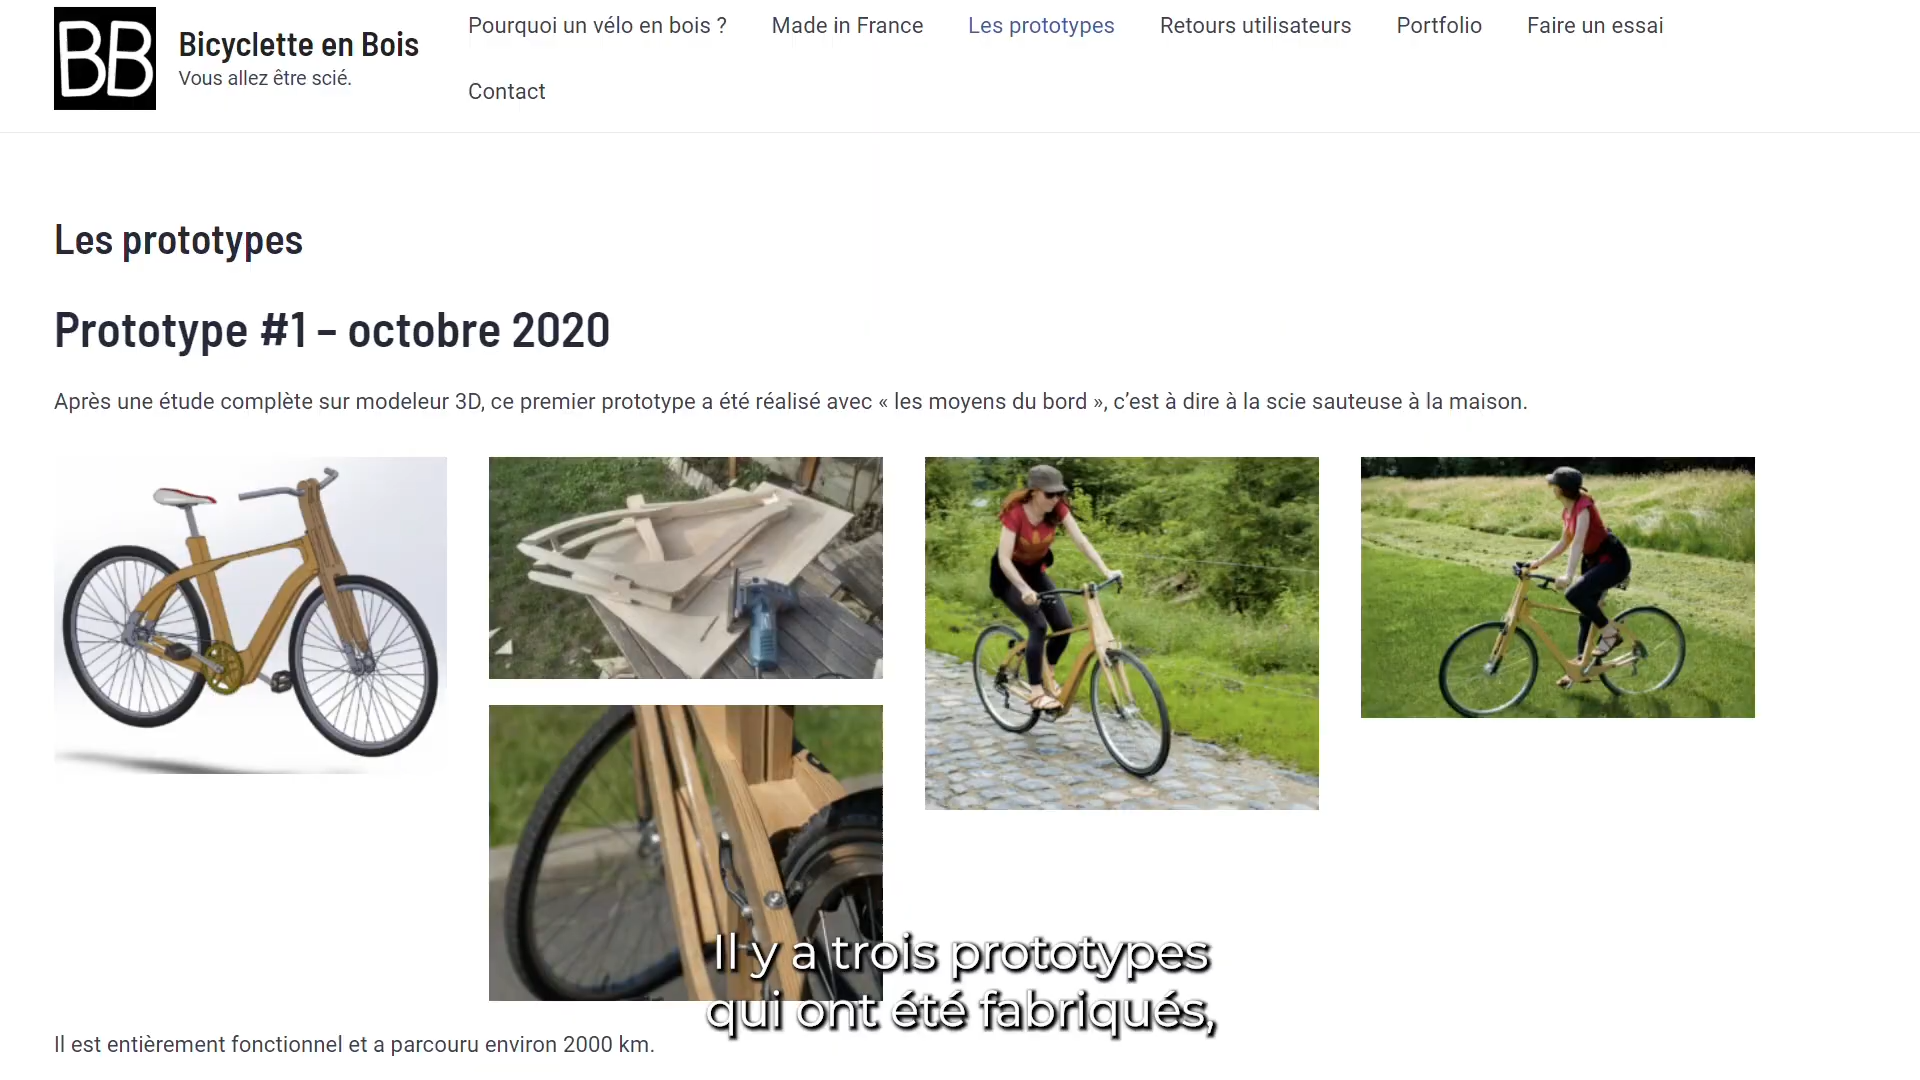 BB
Bicyclette en Bois
Vous allez être scié.
Pourquoi un vélo en bois ?
Made in France
Les prototypes
Retours utilisateurs
Portfolio
Faire un essai
Contact
Les prototypes
Prototype #1 – octobre 2020
Après une étude complète sur modeleur 3D, ce premier prototype a été réalisé avec « les moyens du bord », c’est à dire à la scie sauteuse à la maison.
Il y a trois prototypes
qui ont été fabriqués,
Il est entièrement fonctionnel et a parcouru environ 2000 km.